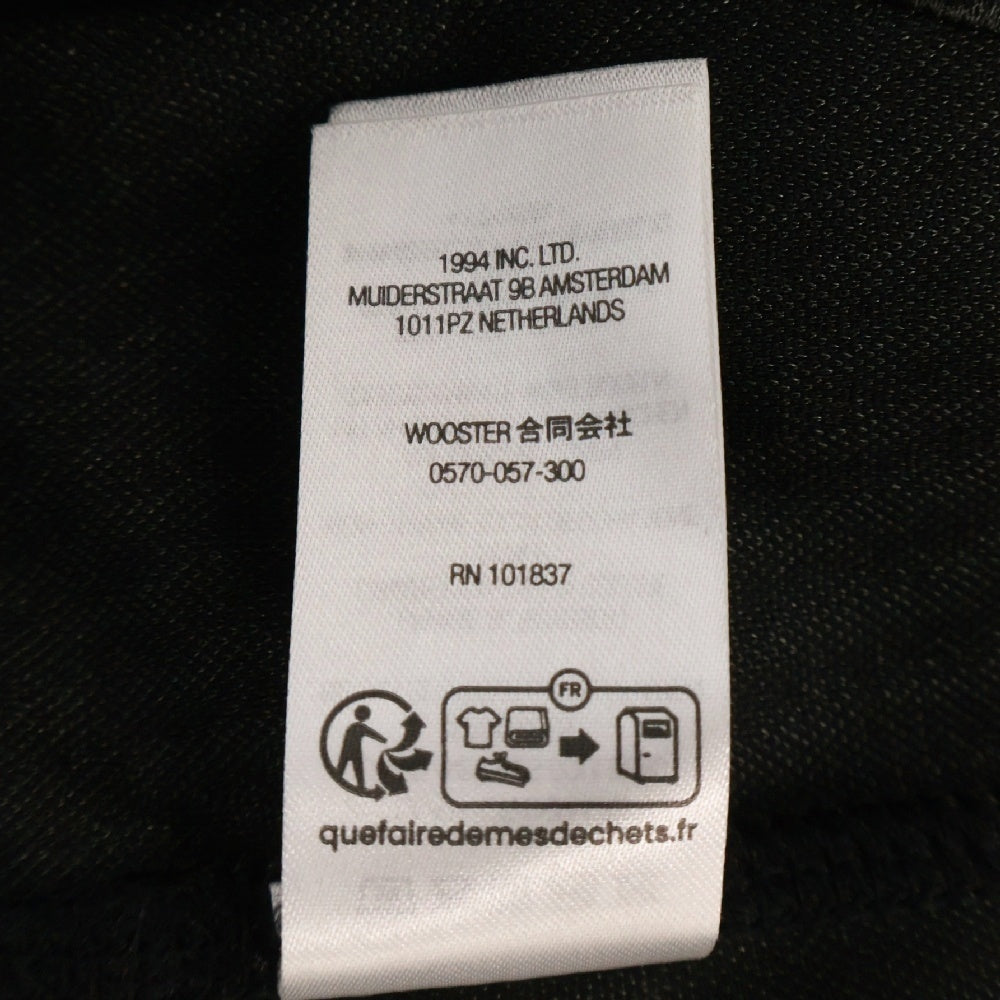 1994 INC. LTD.
MUIDERSTRAAT 9B AMSTERDAM
1011PZ NETHERLANDS
WOOSTER 合同会社
0570-057-300
RN 101837
FR
quefairedemesdechets.fr